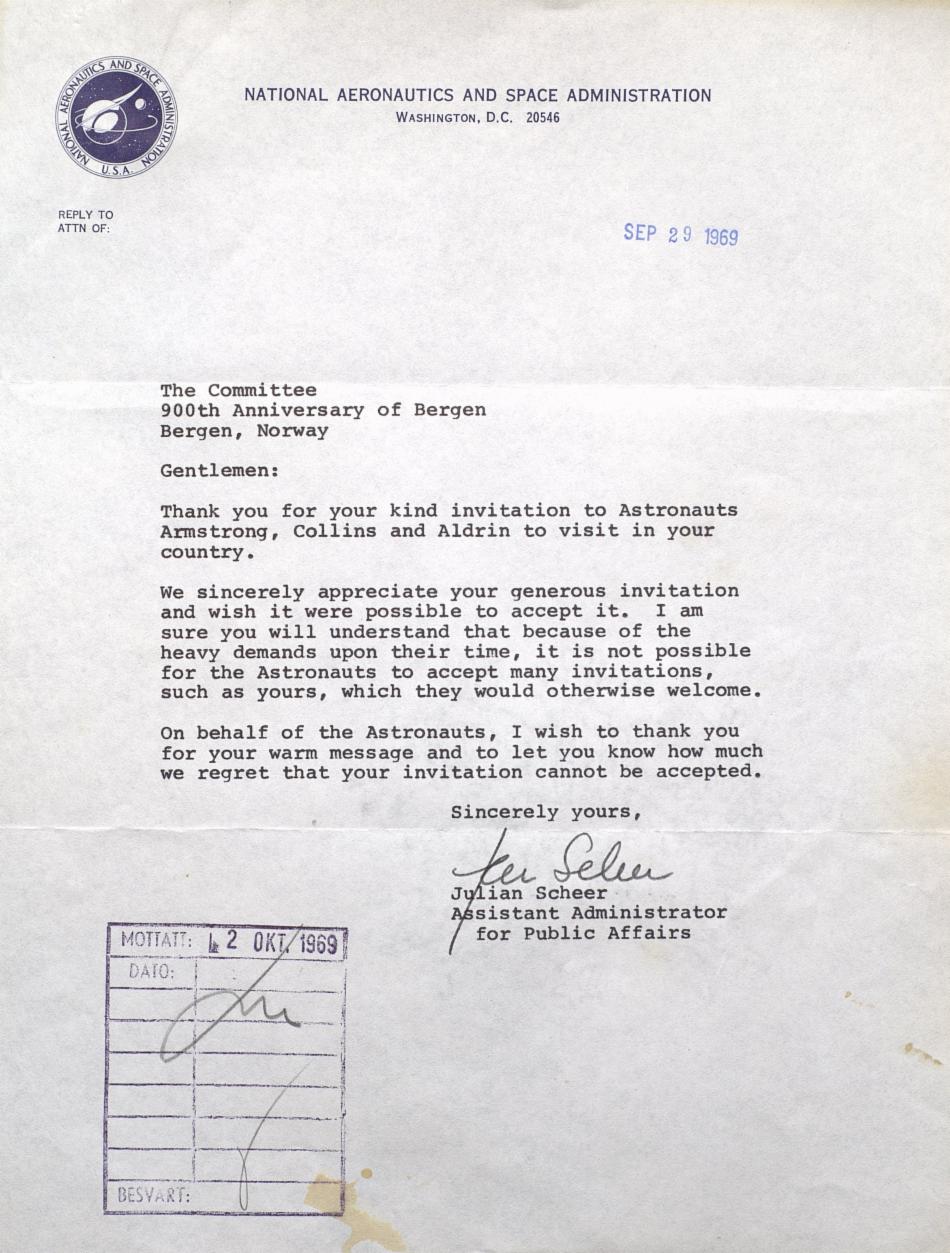 NATIONAL AERONAUTICS AND SPACE ADMINISTRATION
U.S.A.
NATIONAL AERONAUTICS AND SPACE ADMINISTRATION
WASHINGTON, D.C. 20546
REPLY TO
ATTN OF:
SEP 29 1969
The Committee
900th Anniversary of Bergen
Bergen, Norway
Gentlemen:
Thank you for your kind invitation to Astronauts
Armstrong, Collins and Aldrin to visit in your
country.
We sincerely appreciate your generous invitation
and wish it were possible to accept it. I am
sure you will understand that because of the
heavy demands upon their time, it is not possible
for the Astronauts to accept many invitations,
such as yours, which they would otherwise welcome.
On behalf of the Astronauts, I wish to thank you
for your warm message and to let you know how much
we regret that your invitation cannot be accepted.
Sincerely yours,
Julian Scheer
Assistant Administrator
for Public Affairs
MOTTATT: 2 OKT. 1969
DATO:
BESVART: